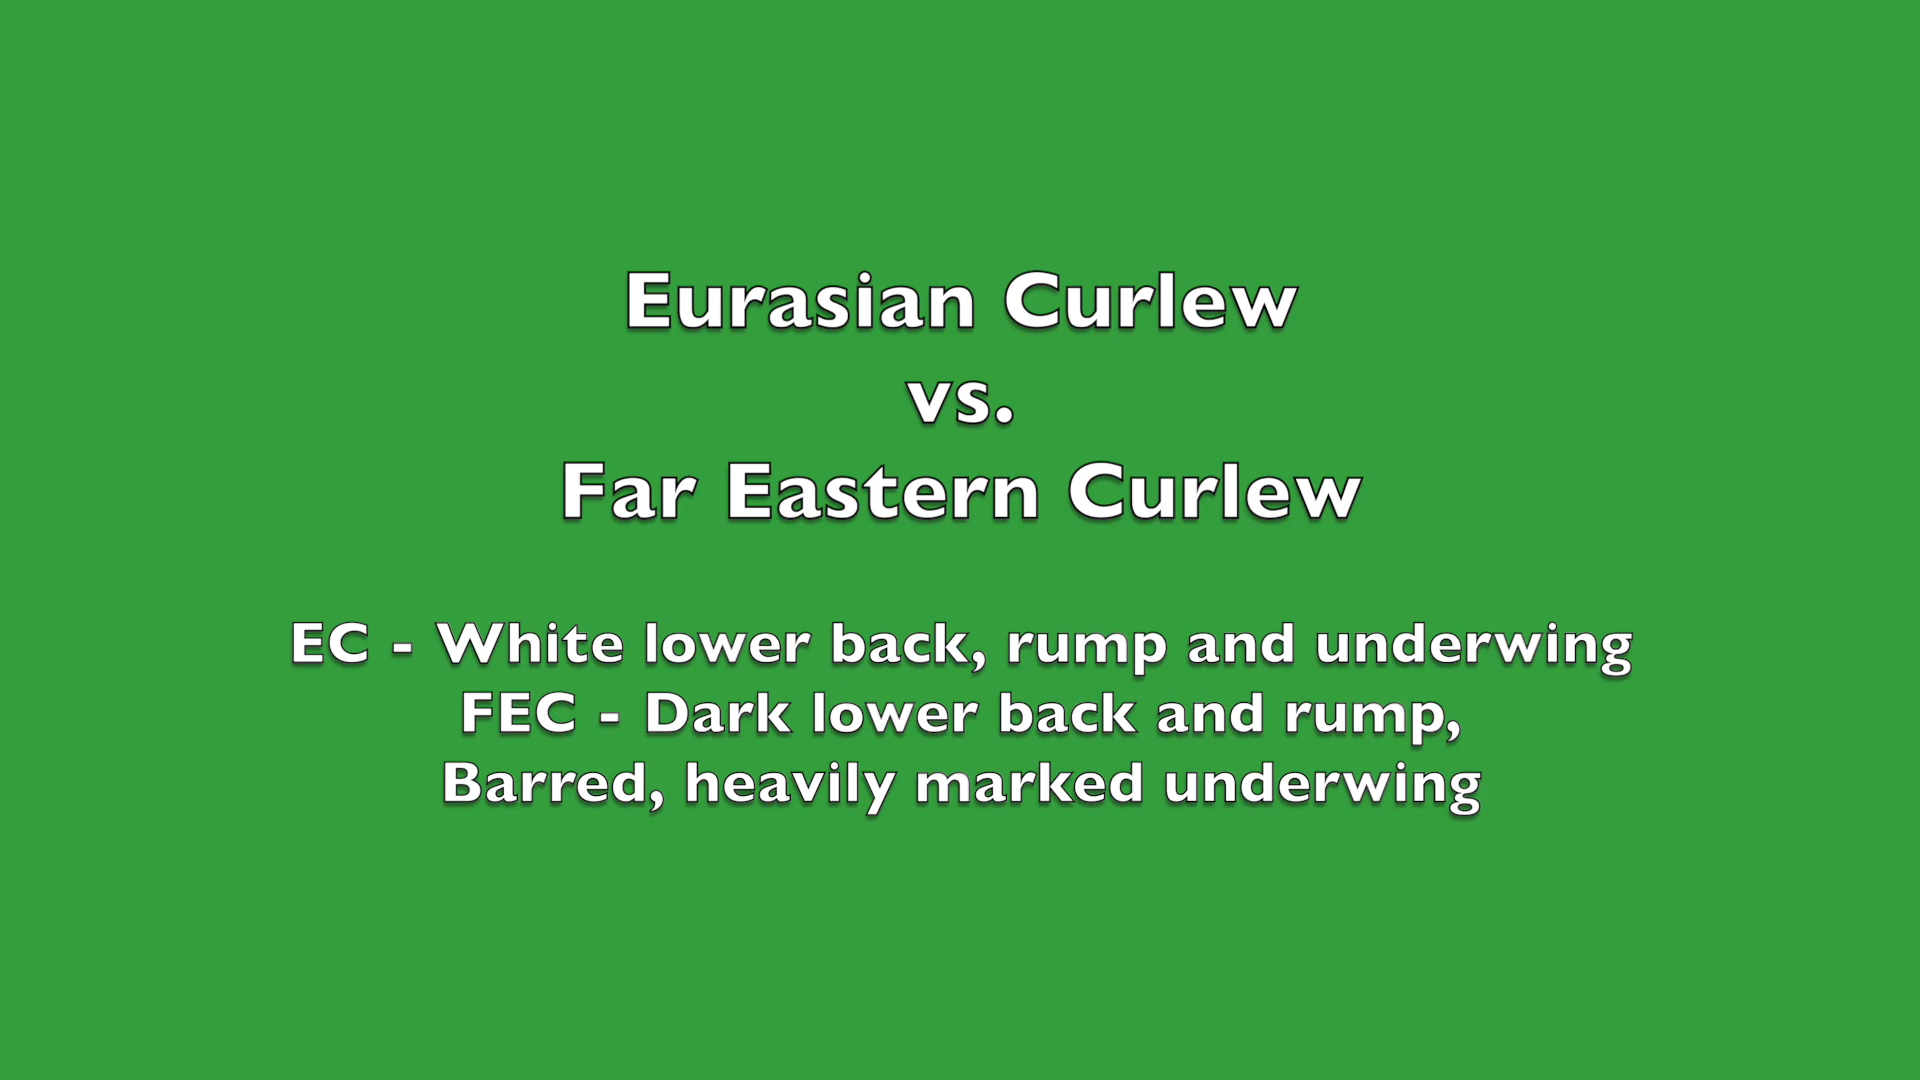 Eurasian Curlew
vs.
Far Eastern Curlew
EC - White lower back, rump and underwing
FEC - Dark lower back and rump,
Barred, heavily marked underwing